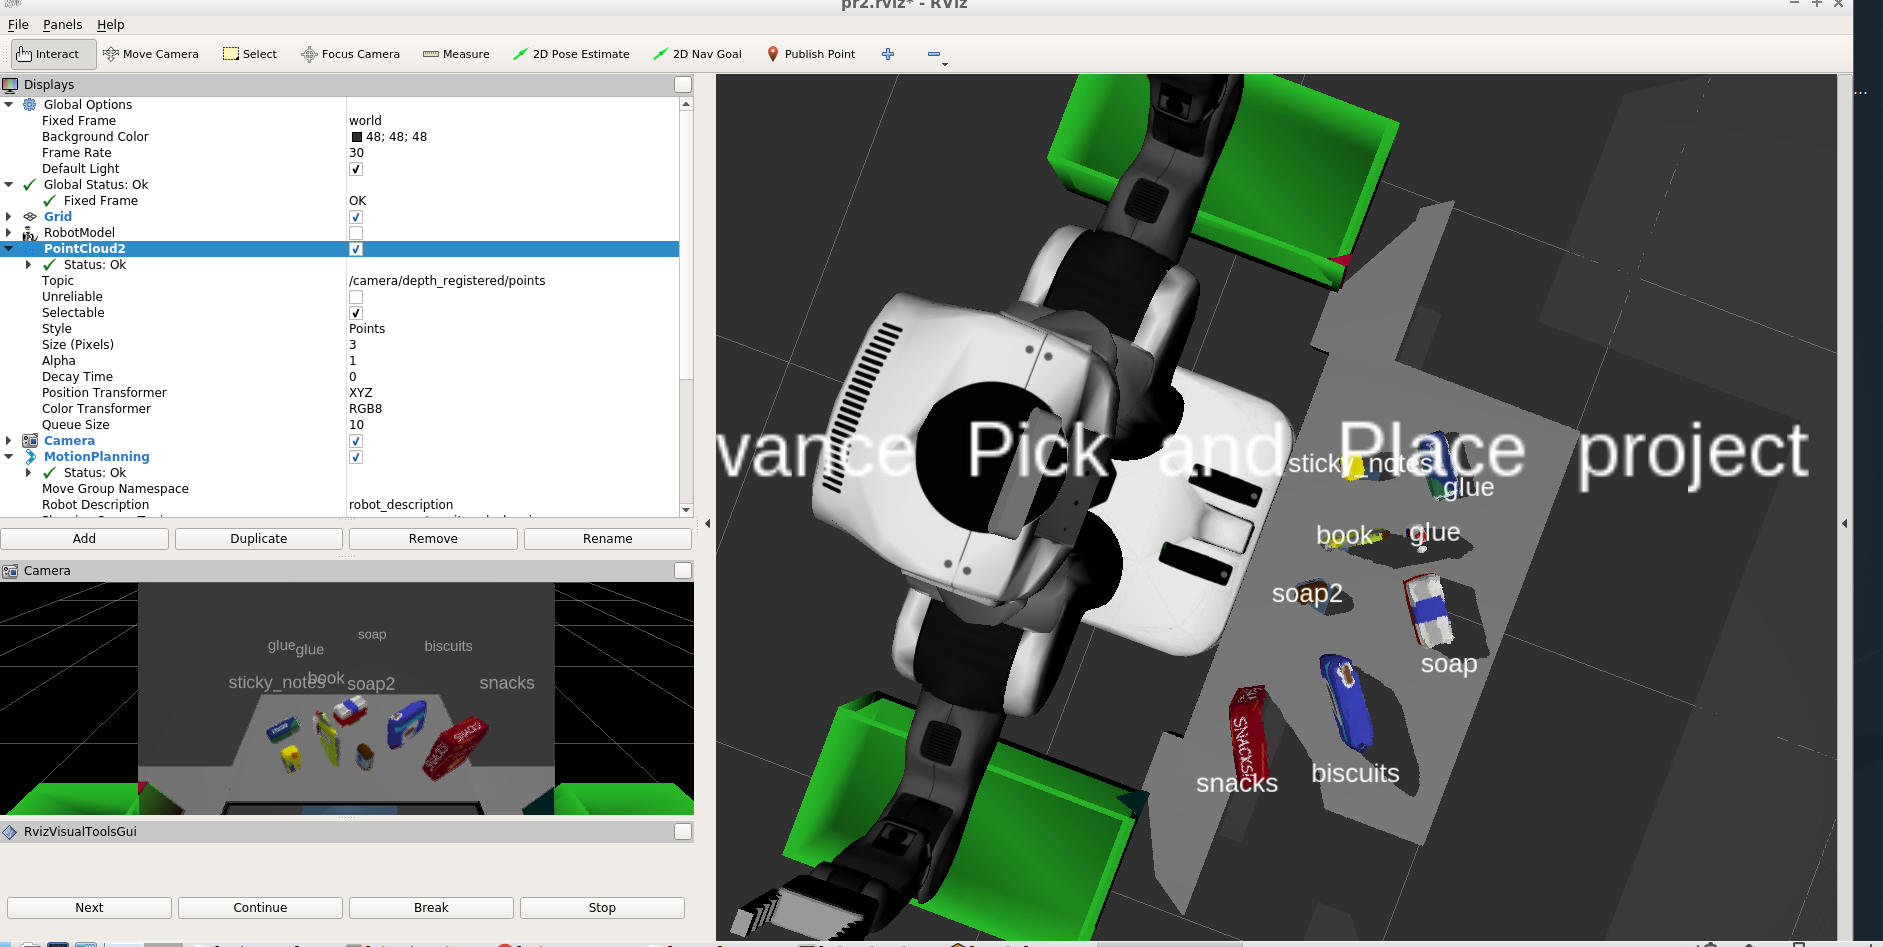 pr2.rviz* - RViz
File Panels Help
Interact Move Camera Select Focus Camera Measure 2D Pose Estimate 2D Nav Goal Publish Point
Displays
Global Options
Fixed Frame world
Background Color 48; 48; 48
Frame Rate 30
Default Light
Global Status: Ok
Fixed Frame OK
Grid
RobotModel
PointCloud2
Status: Ok
Topic /camera/depth_registered/points
Unreliable
Selectable
Style Points
Size (Pixels) 3
Alpha 1
Decay Time 0
Position Transformer XYZ
Color Transformer RGB8
Queue Size 10
Camera
MotionPlanning
Status: Ok
Move Group Namespace
Robot Description robot_description
Add Duplicate Remove Rename
Camera
soap
glue glue biscuits
sticky_notes book soap2 snacks
SNACKS
RvizVisualToolsGui
Next Continue Break Stop
vance Pick and Place project
sticky_notes
glue
book glue
soap2
soap
SNACKS
biscuits
snacks
...